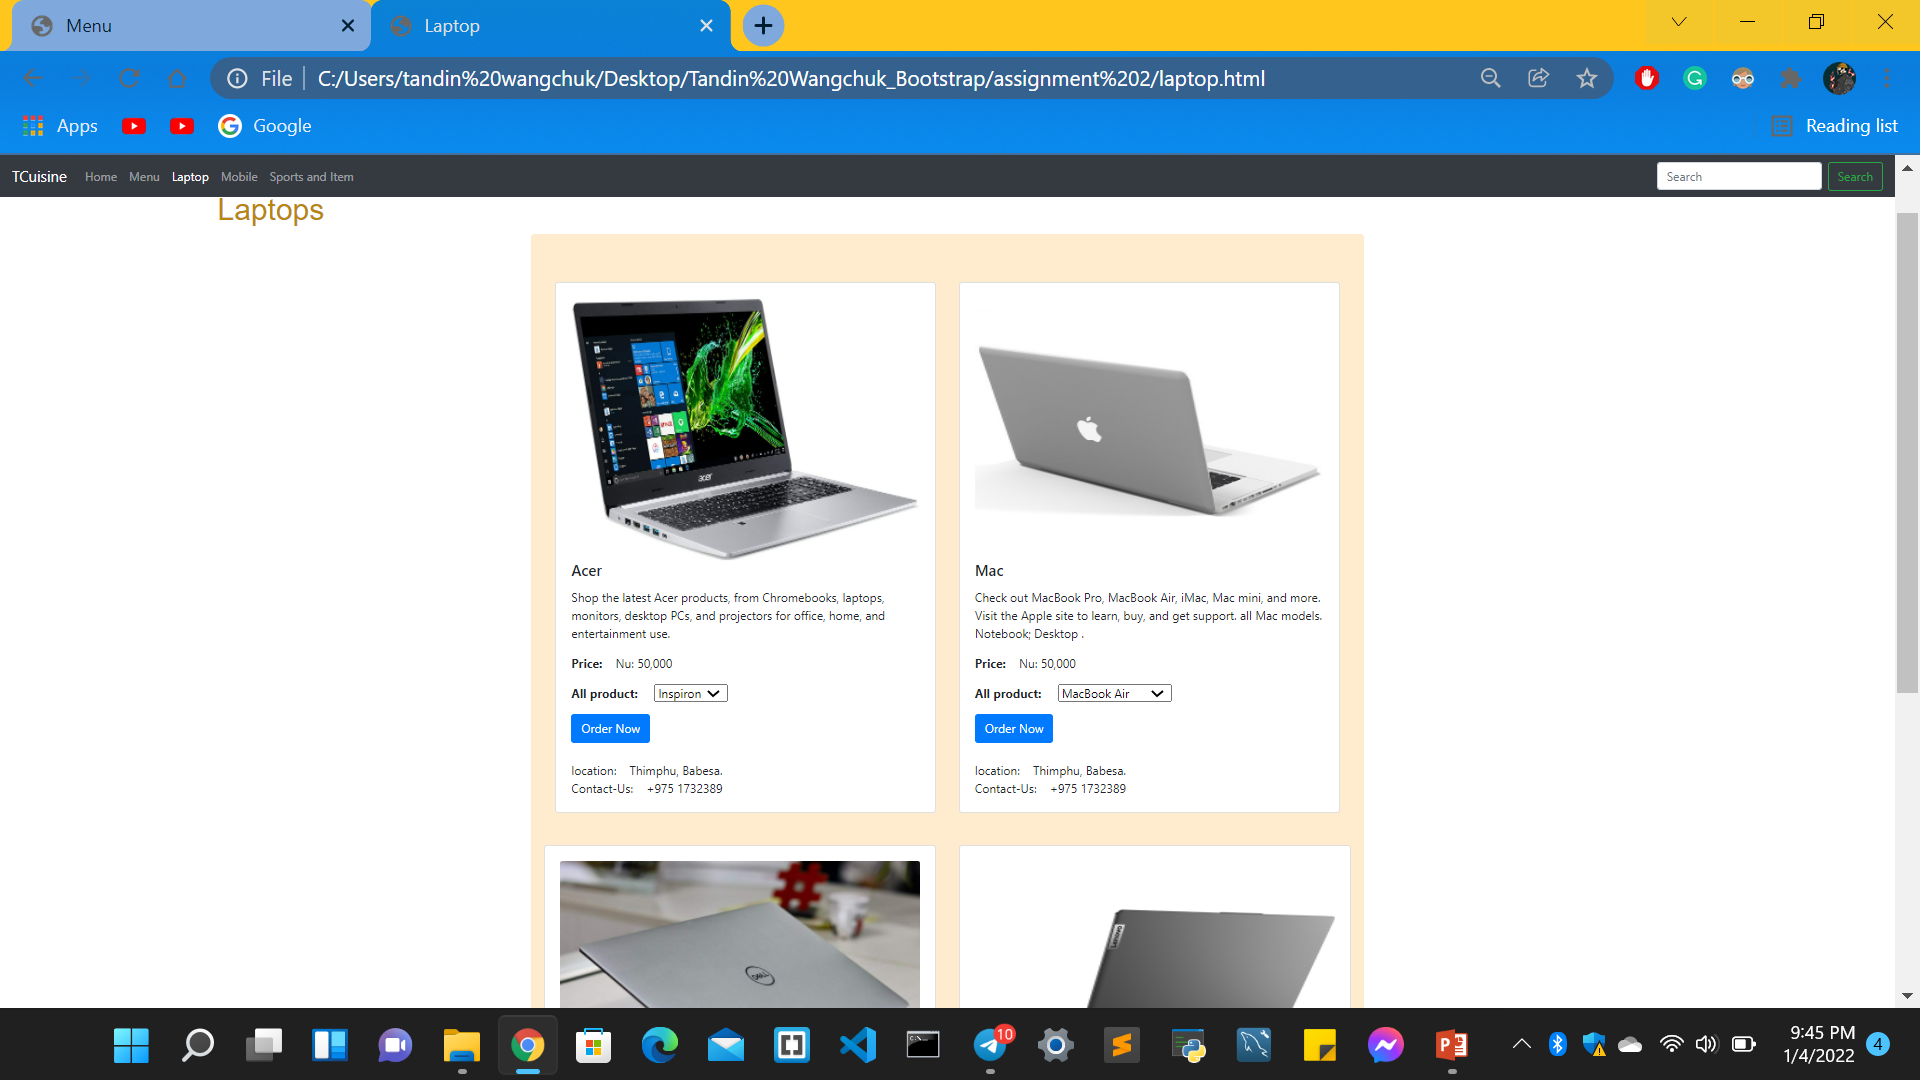 Menu
Laptop
File
C:/Users/tandin%20wangchuk/Desktop/Tandin%20Wangchuk_Bootstrap/assignment%202/laptop.html
Apps
Google
Reading list
TCuisine Home Menu Laptop Mobile Sports and Item
Search
Search
Laptops
acer
Acer
Shop the latest Acer products, from Chromebooks, laptops,
monitors, desktop PCs, and projectors for office, home, and
entertainment use.
Price: Nu: 50,000
All product: Inspiron
Order Now
location: Thimphu, Babesa.
Contact-Us: +975 1732389
Mac
Check out MacBook Pro, MacBook Air, iMac, Mac mini, and more.
Visit the Apple site to learn, buy, and get support. all Mac models.
Notebook; Desktop .
Price: Nu: 50,000
All product: MacBook Air
Order Now
location: Thimphu, Babesa.
Contact-Us: +975 1732389
DELL
Lenovo
10
9:45 PM
1/4/2022
4